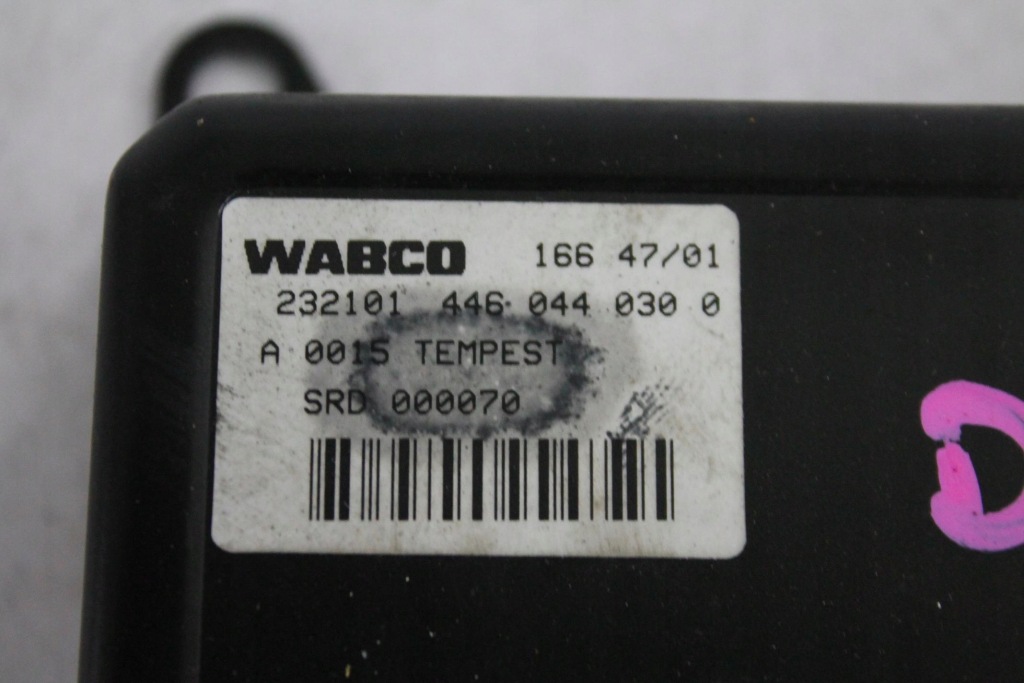 WABCO 166 47/01
232101 446 044 030 0
A 0015 TEMPEST
SRD 000070
D